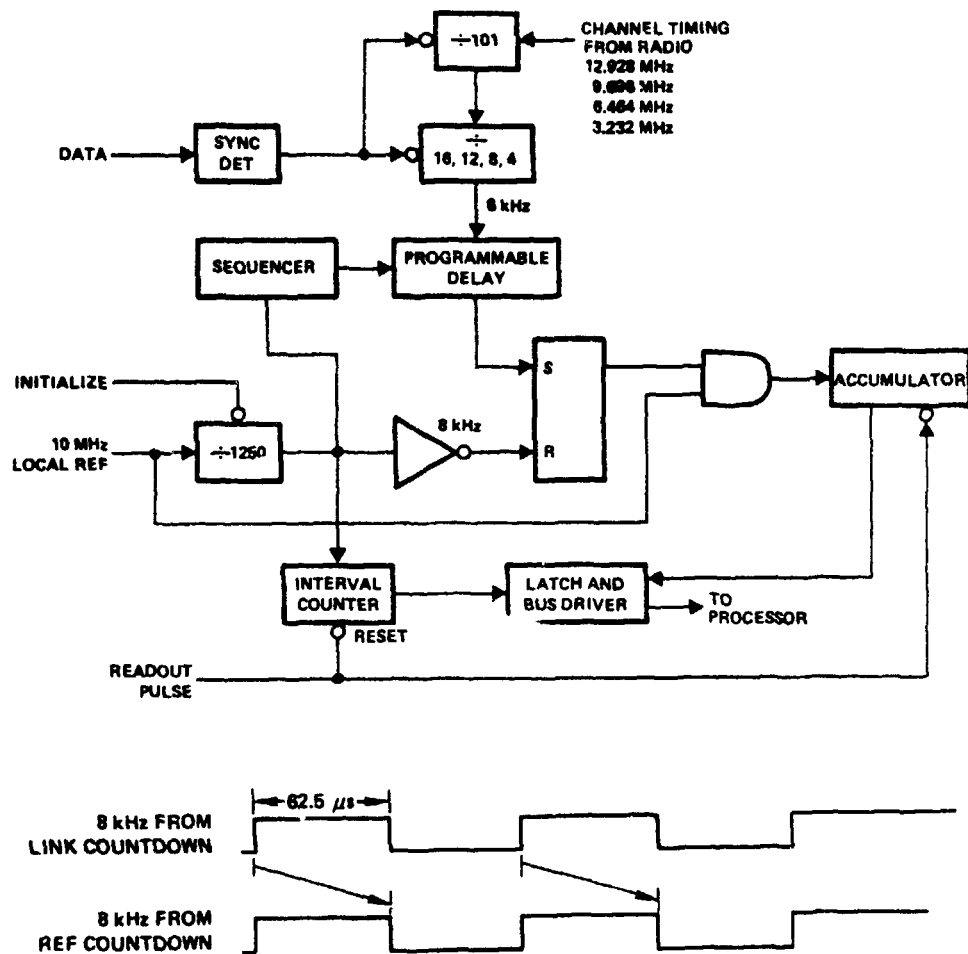 CHANNEL TIMING
FROM RADIO
12.928 MHz
9.696 MHz
6.464 MHz
3.232 MHz
÷101
DATA
SYNC
DET
÷
16, 12, 8, 4
8 kHz
SEQUENCER
PROGRAMMABLE
DELAY
INITIALIZE
S
ACCUMULATOR
10 MHz
LOCAL REF
÷1250
8 kHz
R
INTERVAL
COUNTER
LATCH AND
BUS DRIVER
TO
PROCESSOR
RESET
READOUT
PULSE
62.5 μs
8 kHz FROM
LINK COUNTDOWN
8 kHz FROM
REF COUNTDOWN